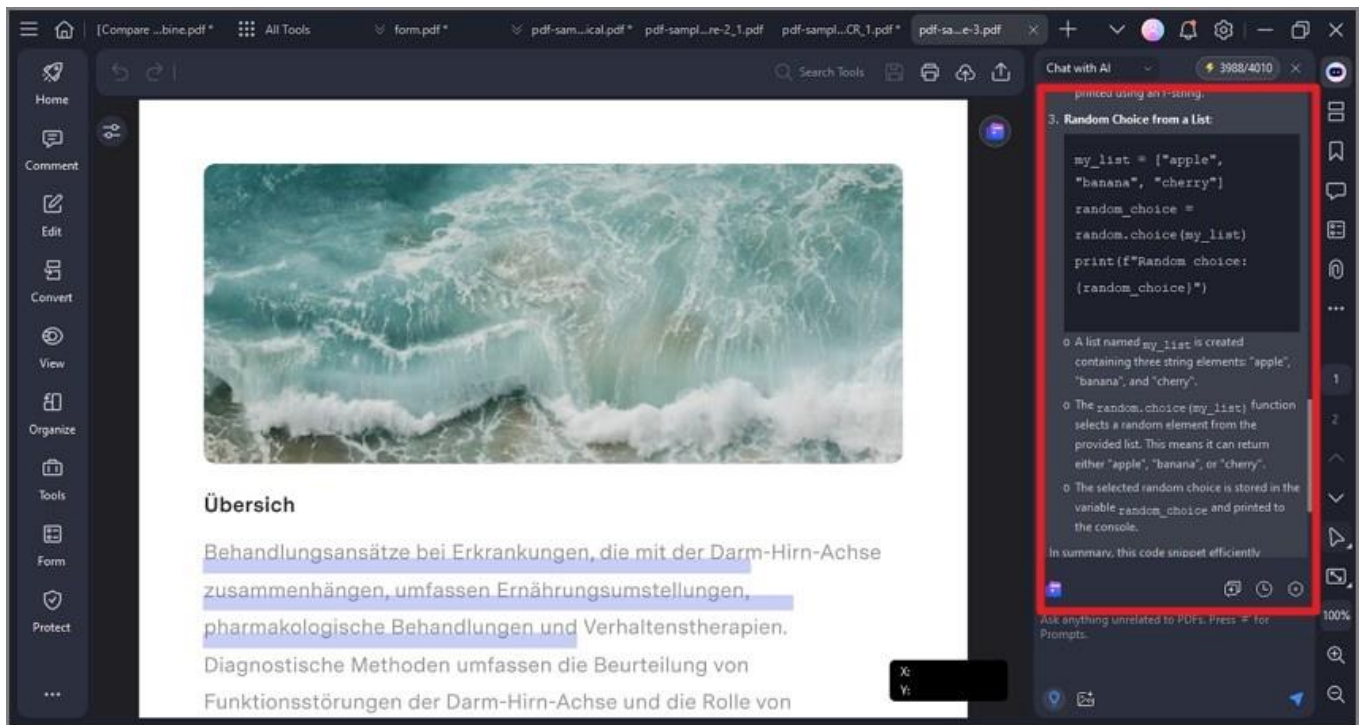 [Compare ...bine.pdf *
All Tools
form.pdf *
pdf-sam...ical.pdf *
pdf-sampl...re-2_1.pdf
pdf-sampl...CR_1.pdf *
pdf-sa...e-3.pdf
Home
Comment
Edit
Convert
View
Organize
Tools
Form
Protect
Search Tools
Übersich
Behandlungsansätze bei Erkrankungen, die mit der Darm-Hirn-Achse
zusammenhängen, umfassen Ernährungsumstellungen,
pharmakologische Behandlungen und Verhaltenstherapien.
Diagnostische Methoden umfassen die Beurteilung von
Funktionsstörungen der Darm-Hirn-Achse und die Rolle von
X:
Y:
Chat with AI
3988/4010
printed using an f-string.
3. Random Choice from a List:
my_list = ["apple",
"banana", "cherry"]
random_choice =
random.choice(my_list)
print(f"Random choice:
{random_choice}")
o A list named my_list is created
containing three string elements: "apple",
"banana", and "cherry".
o The random.choice(my_list) function
selects a random element from the
provided list. This means it can return
either "apple", "banana", or "cherry".
o The selected random choice is stored in the
variable random_choice and printed to
the console.
In summary, this code snippet efficiently
Ask anything unrelated to PDFs. Press '#' for
Prompts.
1
2
100%